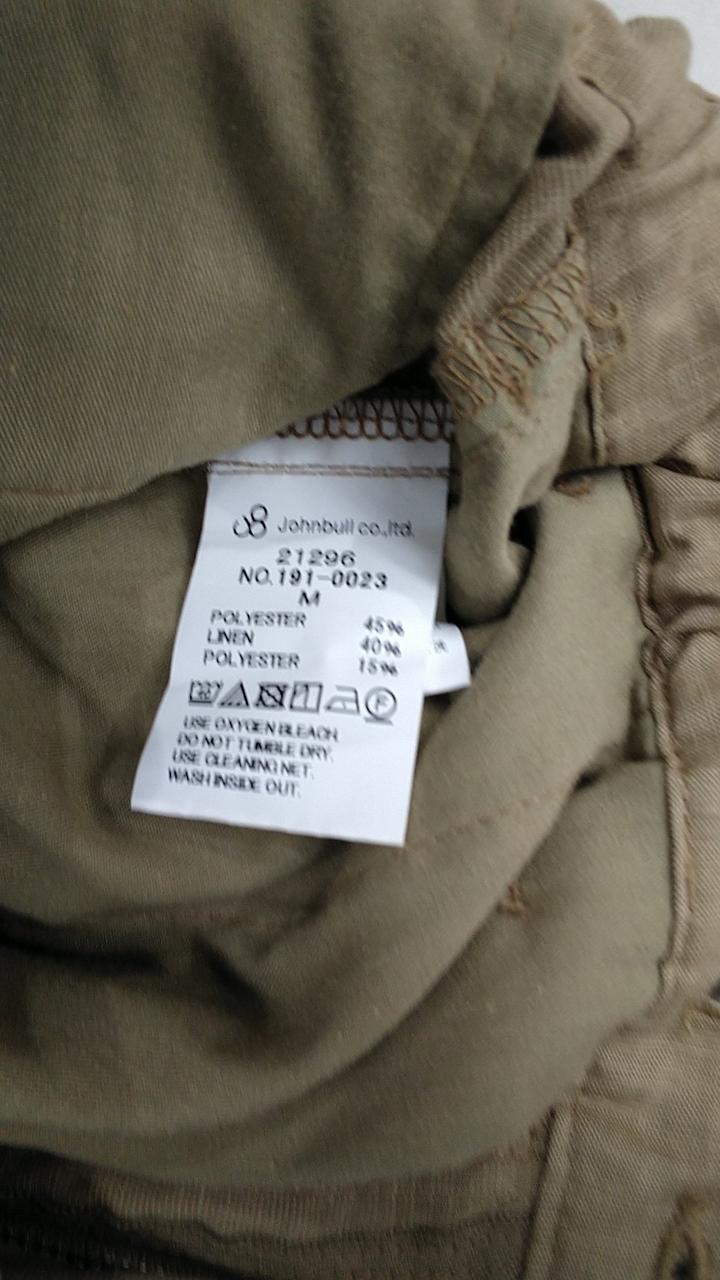 Johnbull co.,ltd.
21296
NO.191-0023
M
POLYESTER 45%
LINEN 40%
POLYESTER 15%
F
USE OXYGEN BLEACH.
DO NOT TUMBLE DRY.
USE CLEANING NET.
WASH INSIDE OUT.